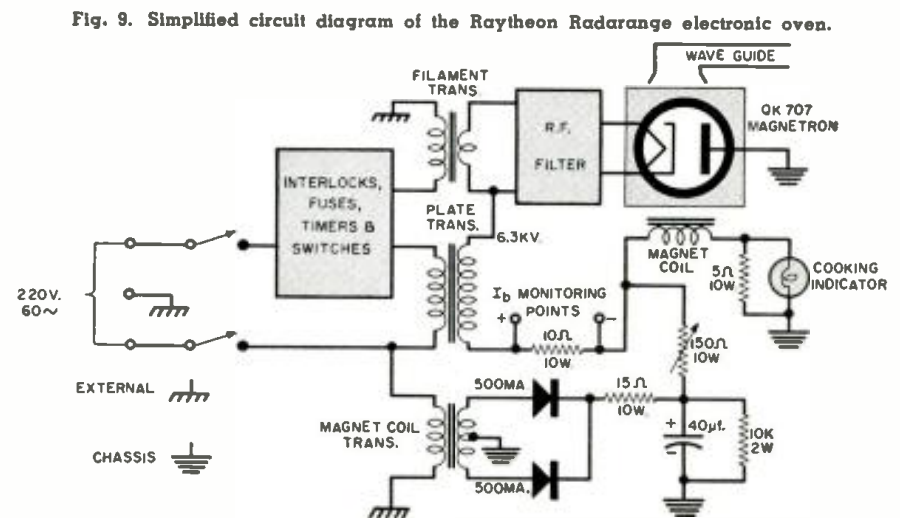 Fig. 9. Simplified circuit diagram of the Raytheon Radarange electronic oven.
WAVE GUIDE
FILAMENT
TRANS.
R.F.
FILTER
QK 707
MAGNETRON
INTERLOCKS,
FUSES,
TIMERS &
SWITCHES
PLATE
TRANS.
6.3KV.
MAGNET
COIL
5Ω
10W
COOKING
INDICATOR
220V.
60~
Ib MONITORING
POINTS
+ -
10Ω
10W
150Ω
10W
EXTERNAL
CHASSIS
MAGNET COIL
TRANS.
500MA
15Ω
10W
+
40μf.
-
10K
2W
500MA.